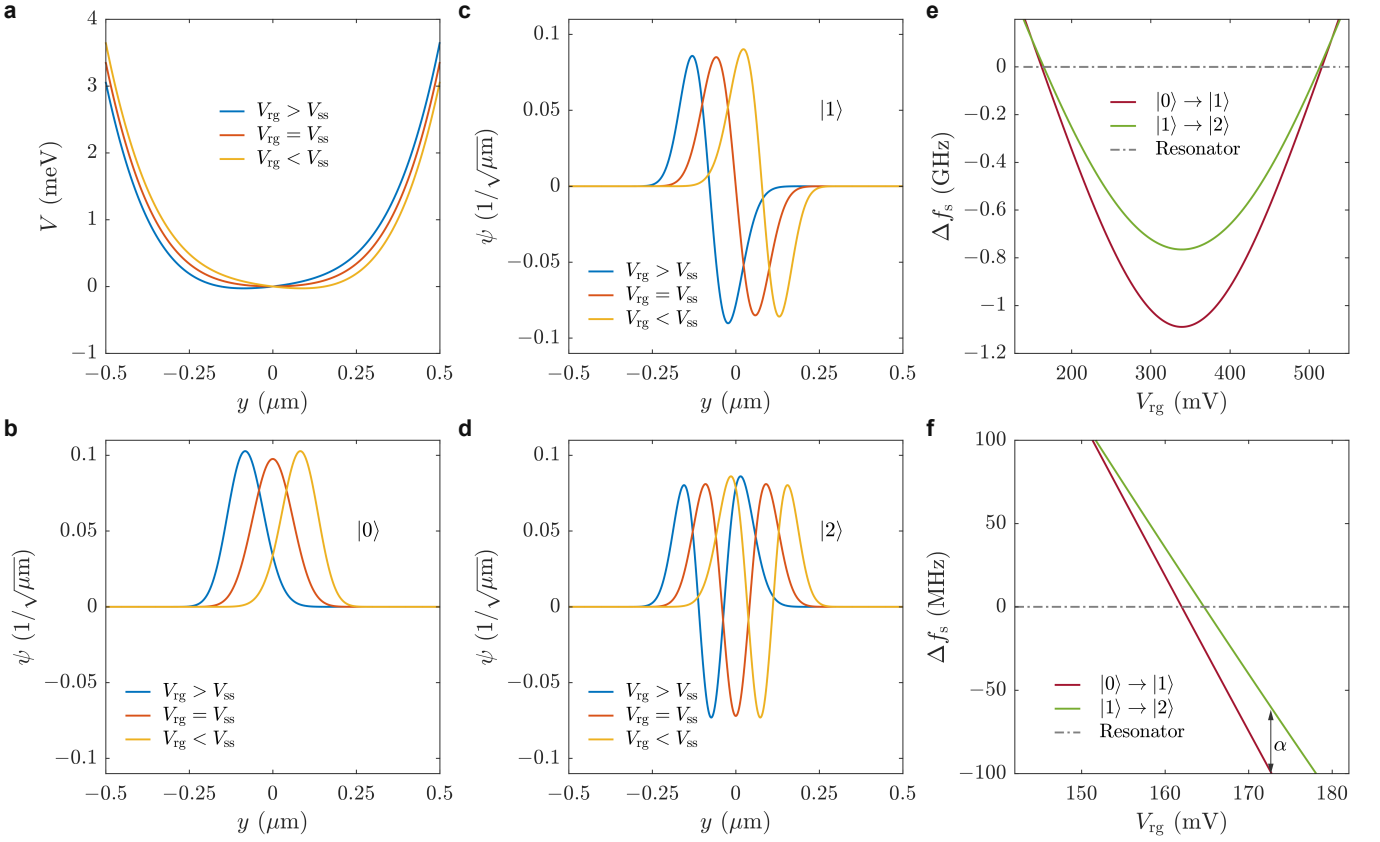 a
4
3
2
1
0
−1
V (meV)
V_rg > V_ss
V_rg = V_ss
V_rg < V_ss
−0.5 −0.25 0 0.25 0.5
y (μm)
c
0.1
0.05
0
−0.05
−0.1
ψ (1/√μm)
|1⟩
V_rg > V_ss
V_rg = V_ss
V_rg < V_ss
−0.5 −0.25 0 0.25 0.5
y (μm)
e
0
−0.2
−0.4
−0.6
−0.8
−1
−1.2
Δf_s (GHz)
|0⟩ → |1⟩
|1⟩ → |2⟩
Resonator
200 300 400 500
V_rg (mV)
b
0.1
0.05
0
−0.05
−0.1
ψ (1/√μm)
|0⟩
V_rg > V_ss
V_rg = V_ss
V_rg < V_ss
−0.5 −0.25 0 0.25 0.5
y (μm)
d
0.1
0.05
0
−0.05
−0.1
ψ (1/√μm)
|2⟩
V_rg > V_ss
V_rg = V_ss
V_rg < V_ss
−0.5 −0.25 0 0.25 0.5
y (μm)
f
100
50
0
−50
−100
Δf_s (MHz)
|0⟩ → |1⟩
|1⟩ → |2⟩
Resonator
α
150 160 170 180
V_rg (mV)